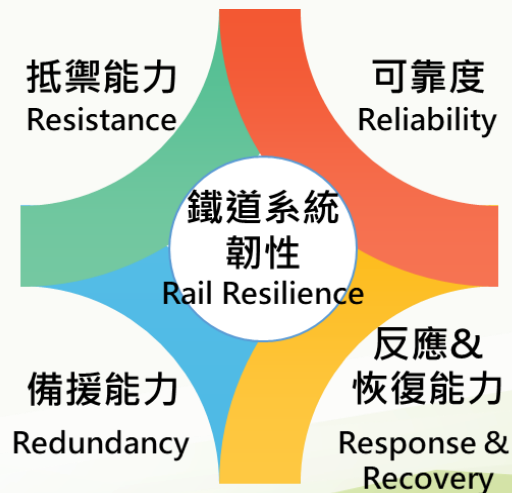 抵禦能力
Resistance
可靠度
Reliability
鐵道系統
韌性
Rail Resilience
備援能力
Redundancy
反應&
恢復能力
Response &
Recovery